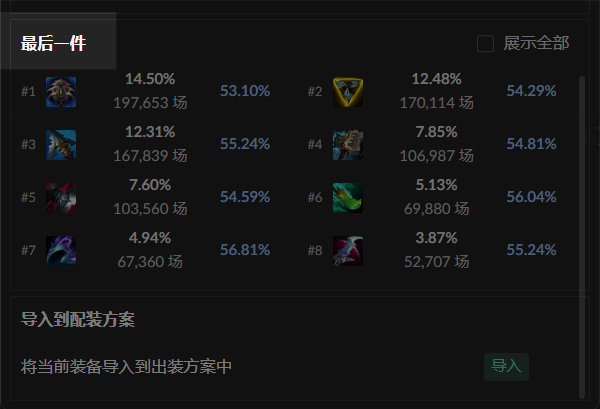 最后一件
展示全部
#1 14.50% 197,653 场 53.10%
#2 12.48% 170,114 场 54.29%
#3 12.31% 167,839 场 55.24%
#4 7.85% 106,987 场 54.81%
#5 7.60% 103,560 场 54.59%
#6 5.13% 69,880 场 56.04%
#7 4.94% 67,360 场 56.81%
#8 3.87% 52,707 场 55.24%
导入到配装方案
将当前装备导入到出装方案中
导入